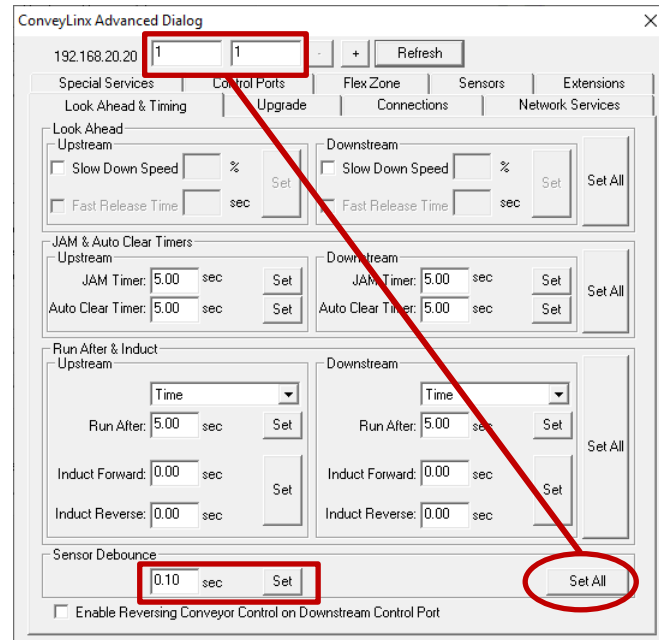 ConveyLinx Advanced Dialog
192.168.20.20 1 1 - + Refresh
Special Services Control Ports Flex Zone Sensors Extensions
Look Ahead & Timing Upgrade Connections Network Services
Look Ahead
Upstream Downstream
Slow Down Speed % Set Slow Down Speed % Set Set All
Fast Release Time sec Fast Release Time sec
JAM & Auto Clear Timers
Upstream Downstream
JAM Timer: 5.00 sec Set JAM Timer: 5.00 sec Set Set All
Auto Clear Timer: 5.00 sec Set Auto Clear Timer: 5.00 sec Set
Run After & Induct
Upstream Downstream
Time Time
Run After: 5.00 sec Set Run After: 5.00 sec Set Set All
Induct Forward: 0.00 sec Set Induct Forward: 0.00 sec Set
Induct Reverse: 0.00 sec Induct Reverse: 0.00 sec
Sensor Debounce
0.10 sec Set Set All
Enable Reversing Conveyor Control on Downstream Control Port